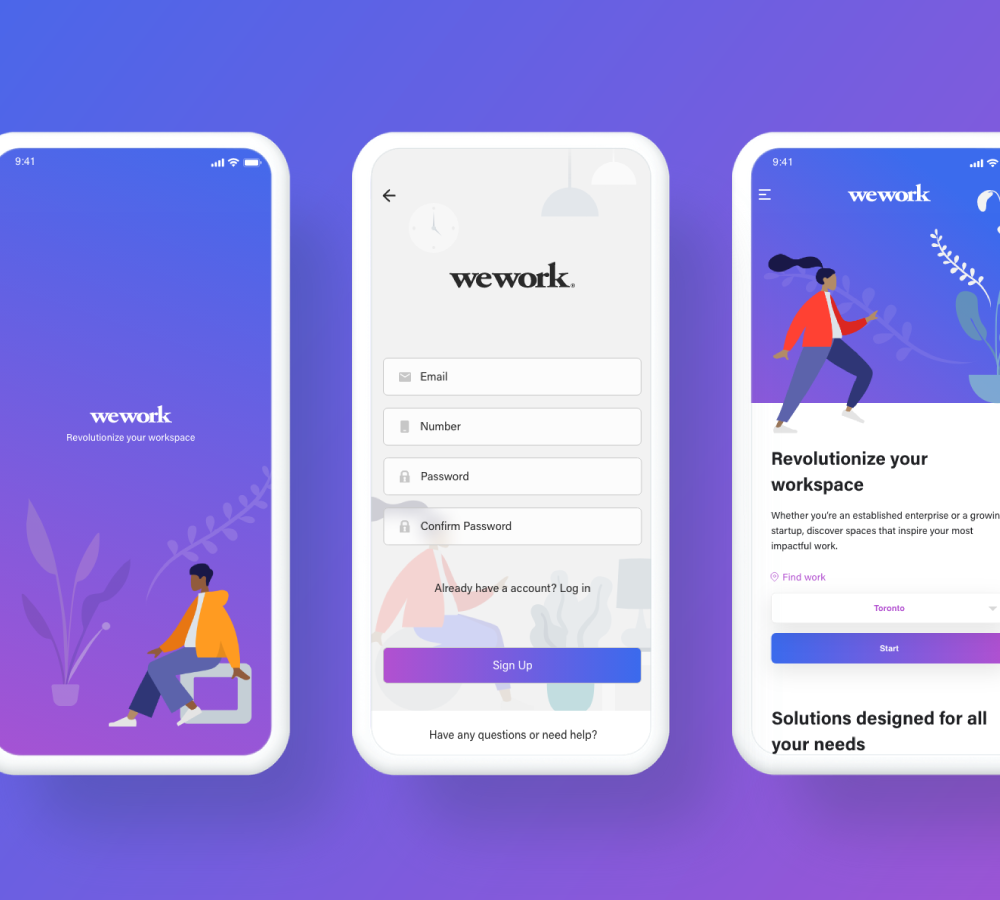 9:41
wework
Revolutionize your workspace
wework®
Email
Number
Password
Confirm Password
Already have a account? Log in
Sign Up
Have any questions or need help?
9:41
wework
Revolutionize your
workspace
Whether you're an established enterprise or a growin
startup, discover spaces that inspire your most
impactful work.
Find work
Toronto
Start
Solutions designed for all
your needs